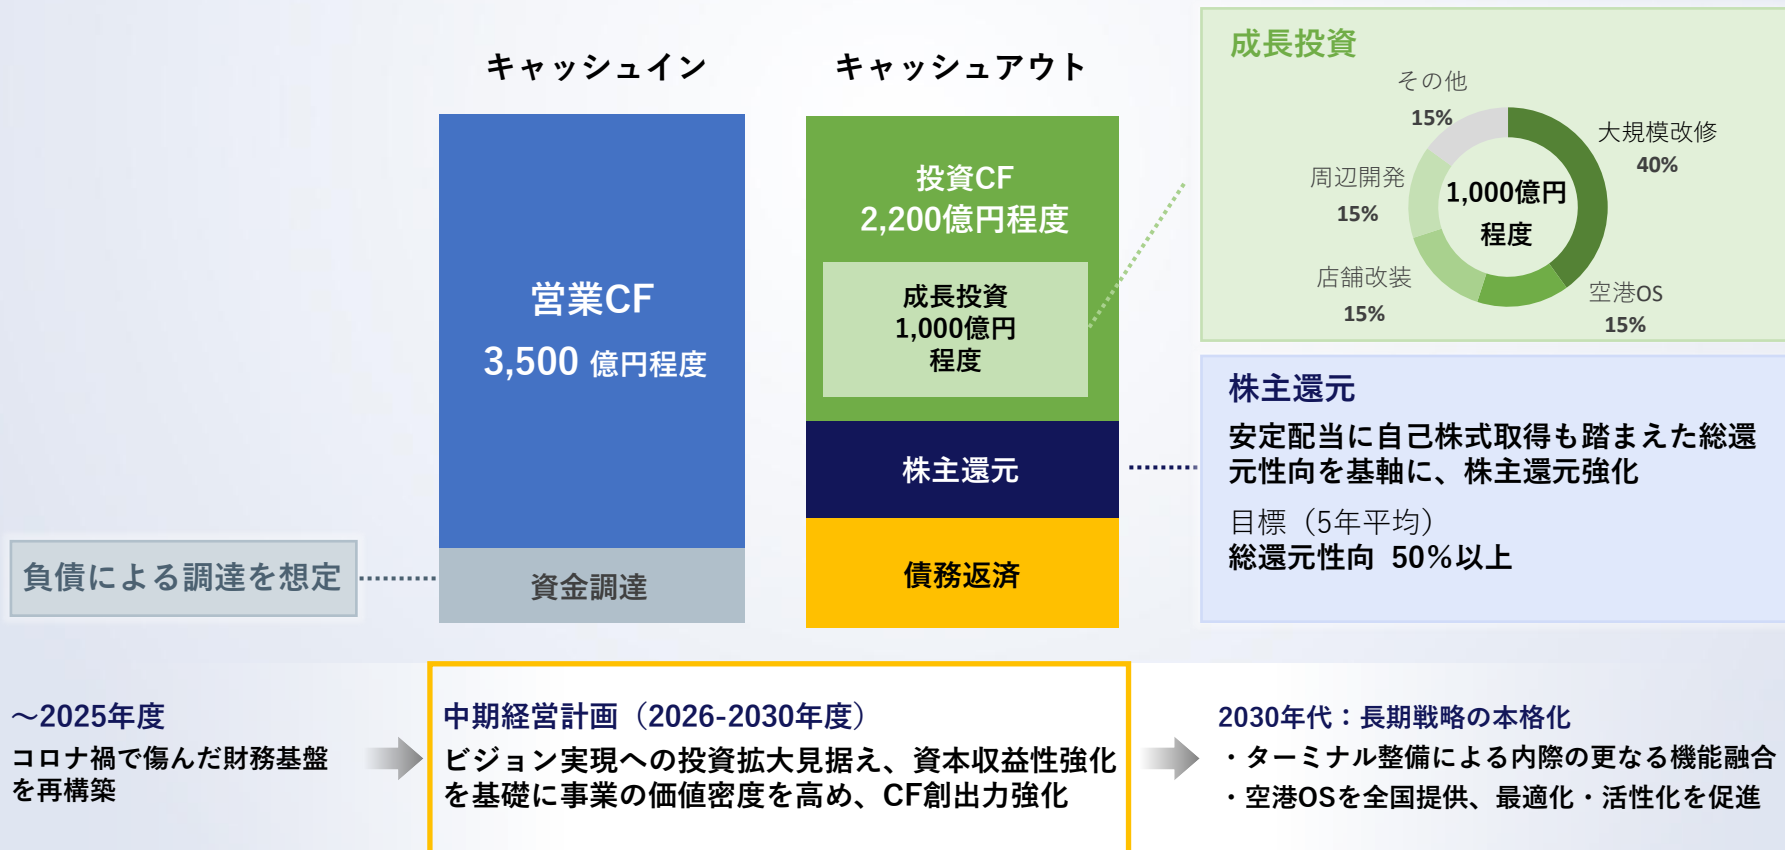 キャッシュイン
キャッシュアウト
営業CF
3,500 億円程度
資金調達
負債による調達を想定
投資CF
2,200億円程度
成長投資
1,000億円
程度
株主還元
債務返済
成長投資
その他
15%
大規模改修
40%
周辺開発
15%
1,000億円
程度
店舗改装
15%
空港OS
15%
株主還元
安定配当に自己株式取得も踏まえた総還
元性向を基軸に、株主還元強化
目標（5年平均）
総還元性向 50%以上
～2025年度
コロナ禍で傷んだ財務基盤
を再構築
中期経営計画（2026-2030年度）
ビジョン実現への投資拡大見据え、資本収益性強化
を基礎に事業の価値密度を高め、CF創出力強化
2030年代：長期戦略の本格化
・ターミナル整備による内際の更なる機能融合
・空港OSを全国提供、最適化・活性化を促進